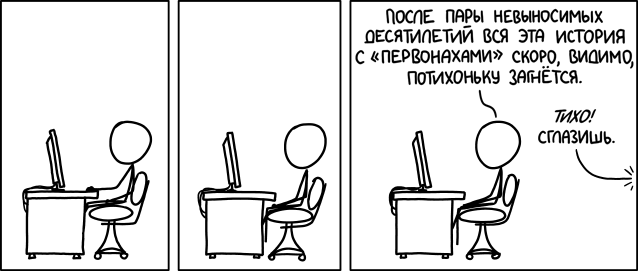 ПОСЛЕ ПАРЫ НЕВЫНОСИМЫХ
ДЕСЯТИЛЕТИЙ ВСЯ ЭТА ИСТОРИЯ
С «ПЕРВОНАХАМИ» СКОРО, ВИДИМО,
ПОТИХОНЬКУ ЗАГНЁТСЯ.
ТИХО!
СГЛАЗИШЬ.